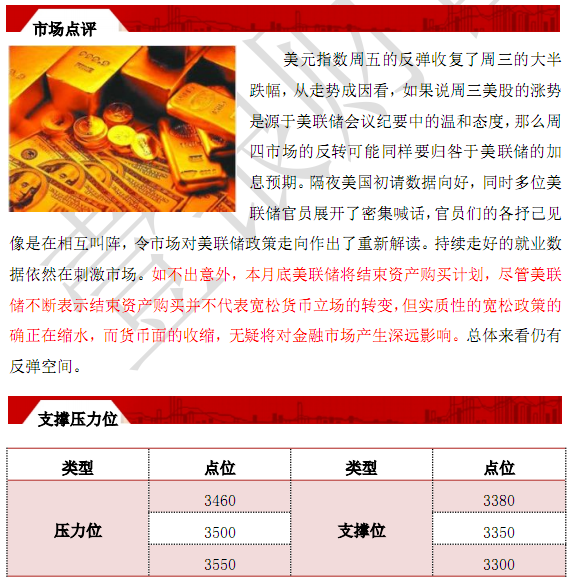 市场点评
美元指数周五的反弹收复了周三的大半
跌幅，从走势成因看，如果说周三美股的涨势
是源于美联储会议纪要中的温和态度，那么周
四市场的反转可能同样要归咎于美联储的加
息预期。隔夜美国初请数据向好，同时多位美
联储官员展开了密集喊话，官员们的各抒己见
像是在相互叫阵，令市场对美联储政策走向作出了重新解读。持续走好的就业数
据依然在刺激市场。如不出意外，本月底美联储将结束资产购买计划，尽管美联
储不断表示结束资产购买并不代表宽松货币立场的转变，但实质性的宽松政策的
确正在缩水，而货币面的收缩，无疑将对金融市场产生深远影响。总体来看仍有
反弹空间。
支撑压力位
类型 点位 类型 点位
3460 3380
压力位 3500 支撑位 3350
3550 3300